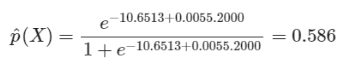 p̂(X) = e^{-10.6513+0.0055.2000} / 1 + e^{-10.6513+0.0055.2000} = 0.586